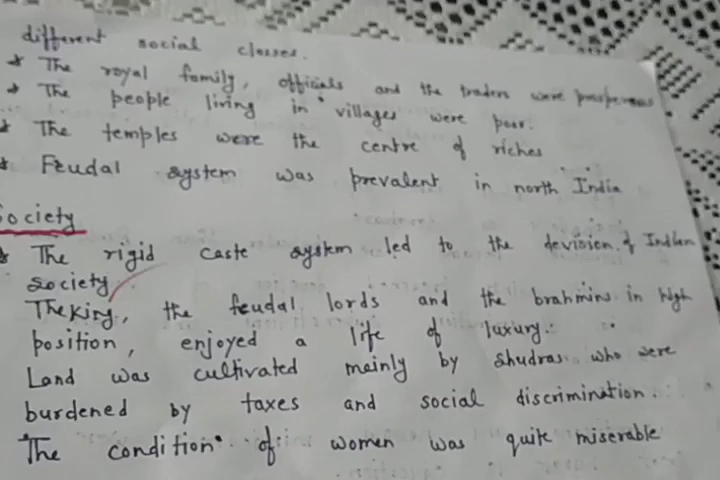 different social classes.
* The royal family, officials and the traders were prosperous
* The people living in villages were poor.
* The temples were the centre of riches
* Feudal system was prevalent in north India
Society
* The rigid caste system led to the devision of Indian
society
The King, the feudal lords and the brahmins in high
position, enjoyed a life of luxury.
Land was cultivated mainly by Shudras who were
burdened by taxes and social discrimination.
The condition of women was quite miserable